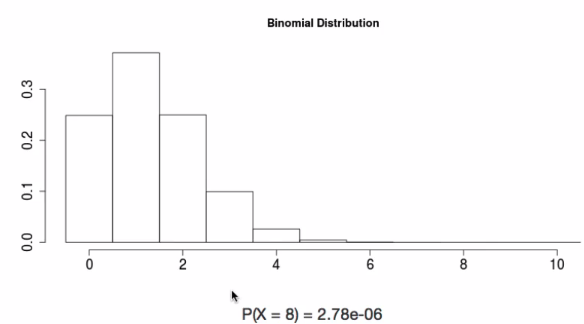 Binomial Distribution
0.3
0.2
0.1
0.0
0 2 4 6 8 10
P(X = 8) = 2.78e-06